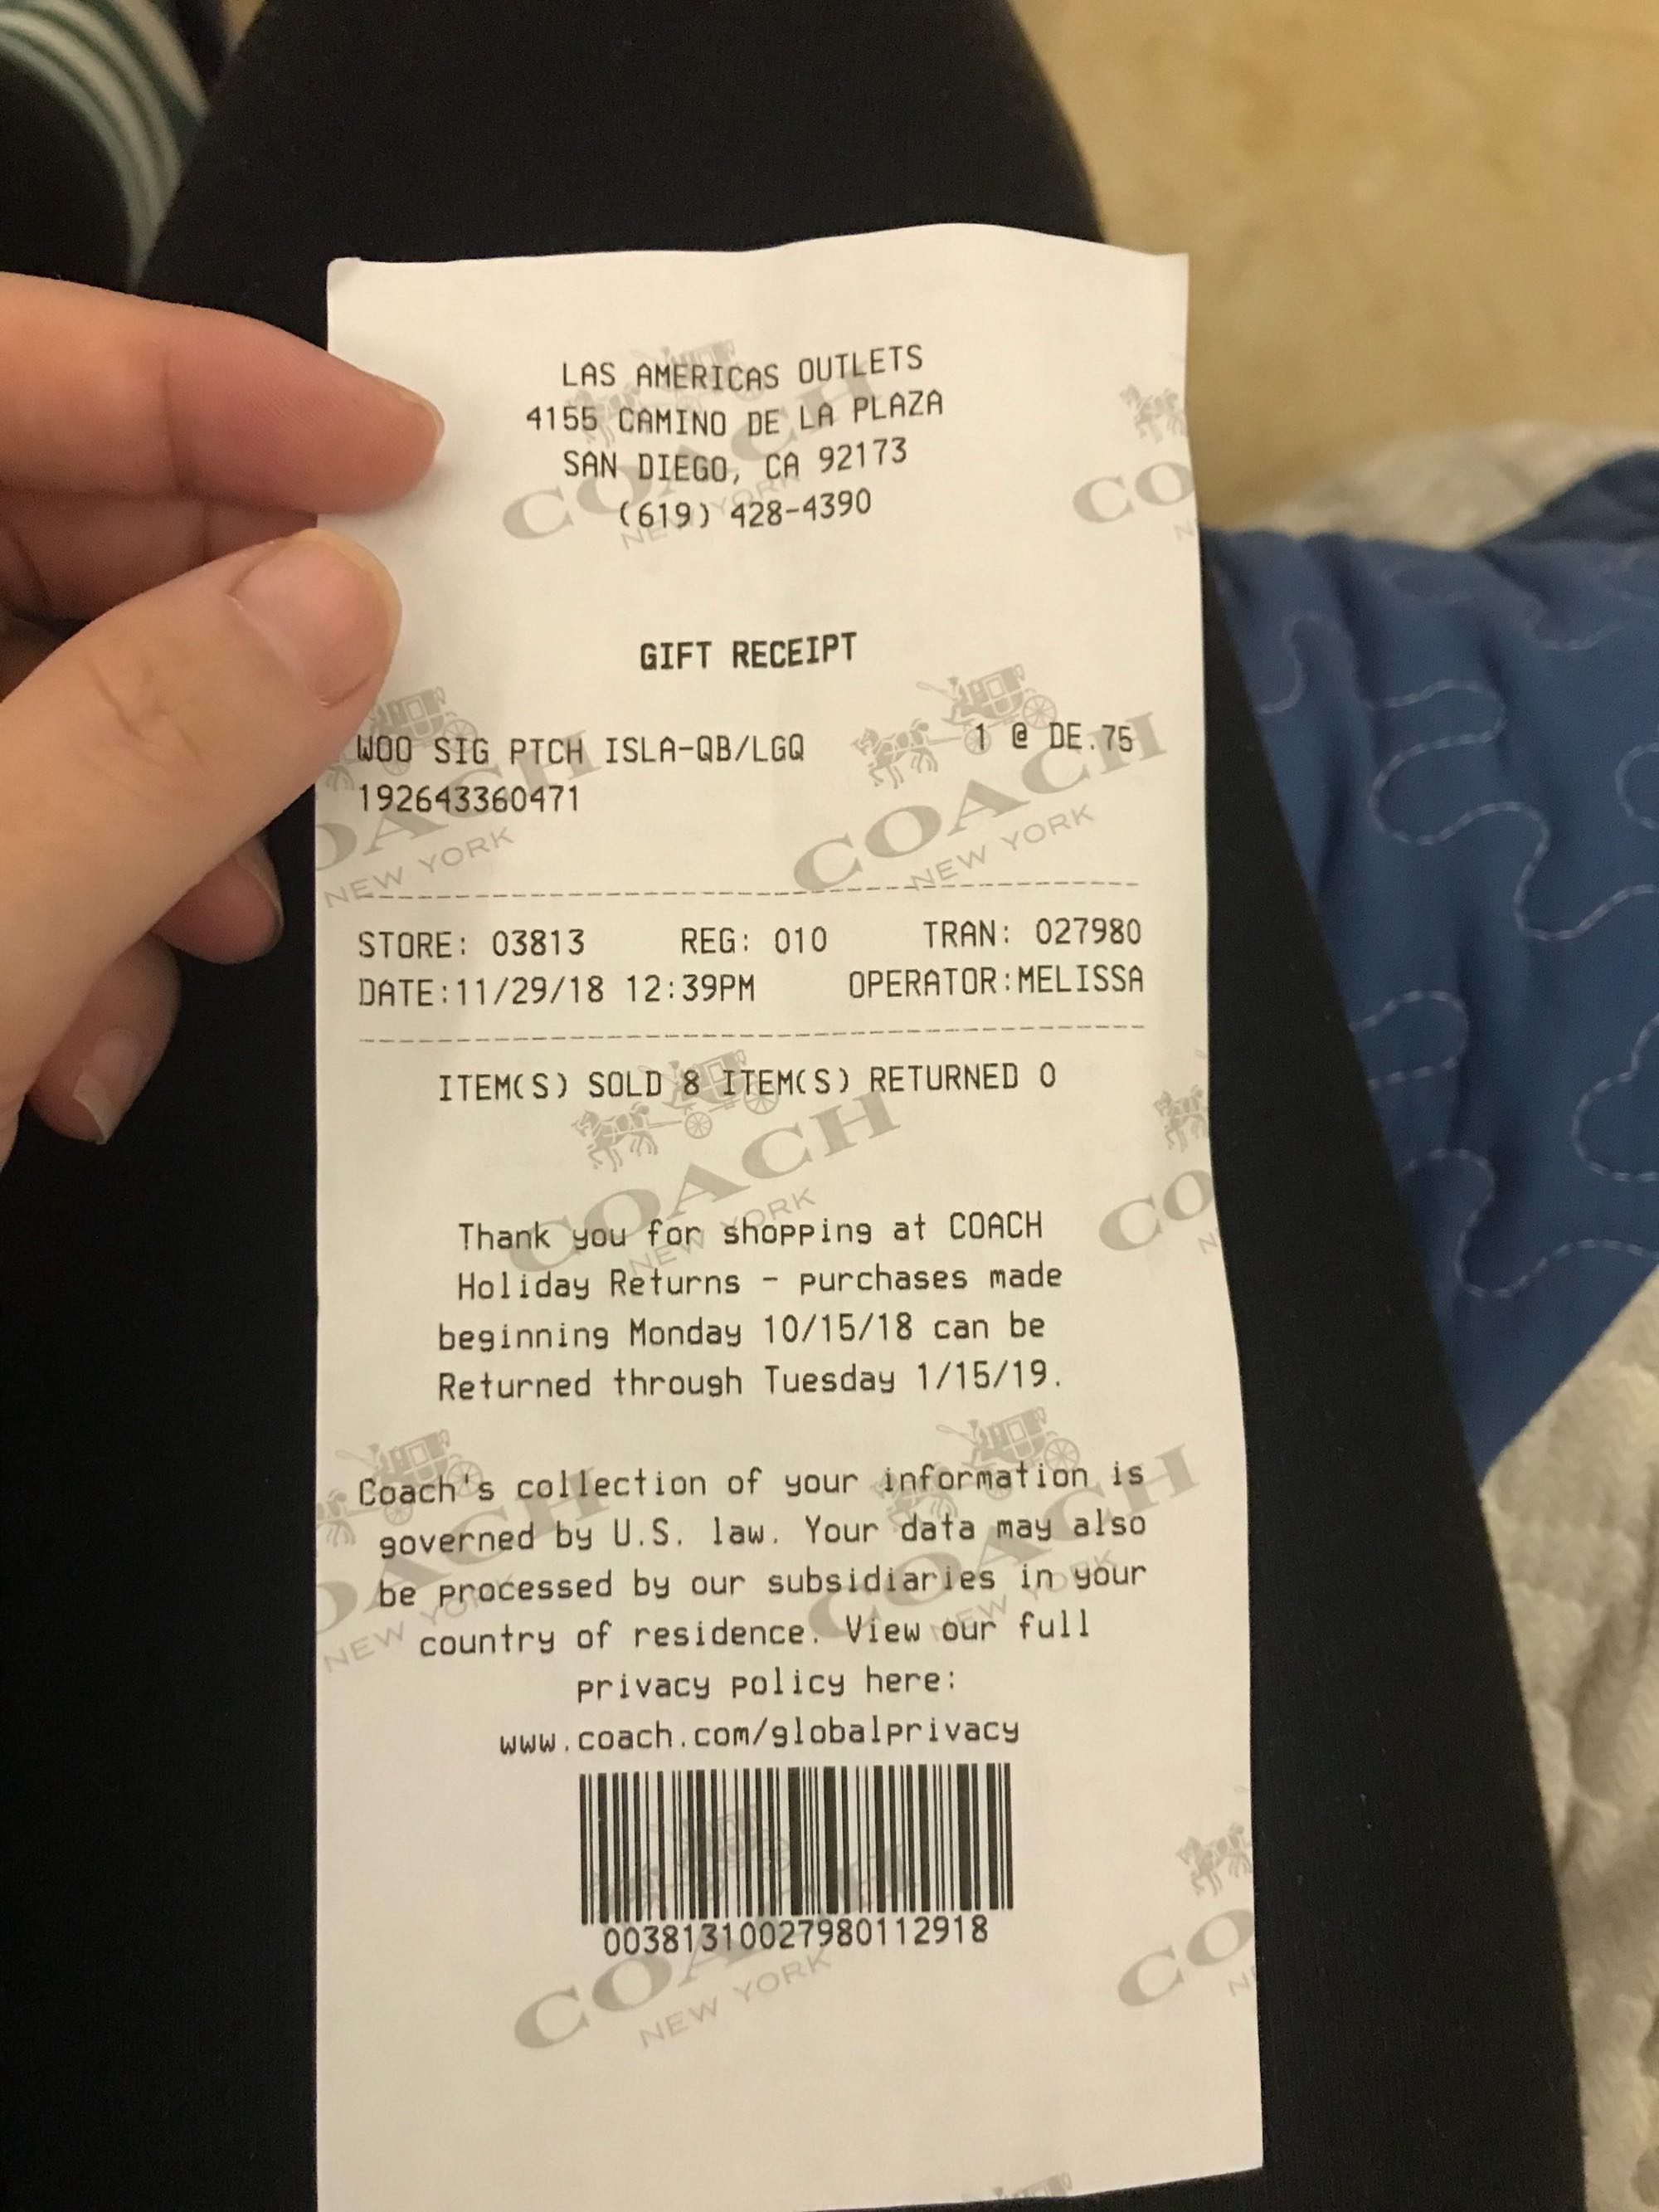 LAS AMERICAS OUTLETS
4155 CAMINO DE LA PLAZA
SAN DIEGO, CA 92173
(619) 428-4390
GIFT RECEIPT
WOO SIG PTCH ISLA-QB/LGQ 1 @ DE.75
192643360471
STORE: 03813 REG: 010 TRAN: 027980
DATE:11/29/18 12:39PM OPERATOR:MELISSA
ITEM(S) SOLD 8 ITEM(S) RETURNED 0
Thank you for shopping at COACH
Holiday Returns - purchases made
beginning Monday 10/15/18 can be
Returned through Tuesday 1/15/19.
Coach's collection of your information is
governed by U.S. law. Your data may also
be processed by our subsidiaries in your
country of residence. View our full
privacy policy here:
www.coach.com/globalprivacy
00381310027980112918
COACH
NEW YORK